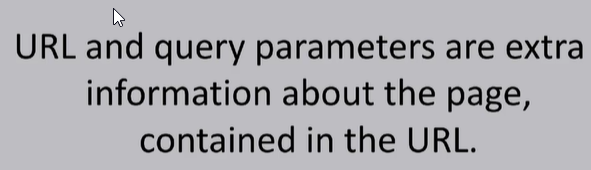 URL and query parameters are extra
information about the page,
contained in the URL.